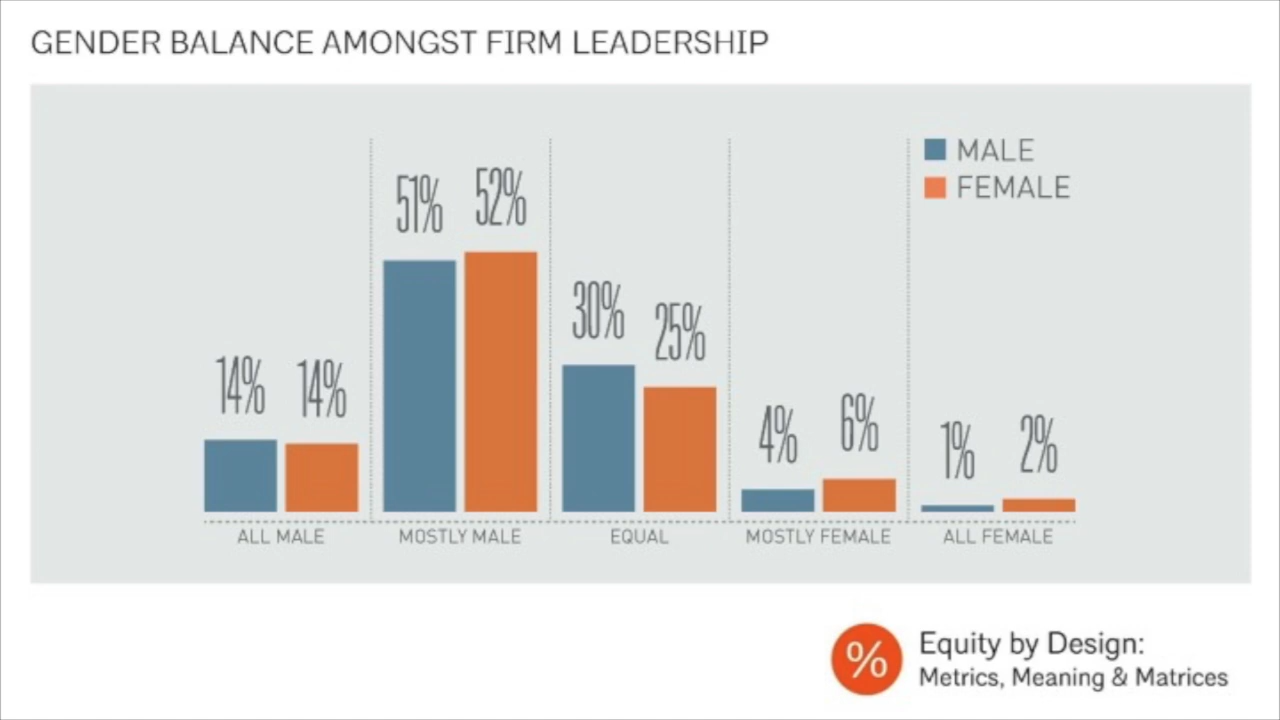 GENDER BALANCE AMONGST FIRM LEADERSHIP
MALE
FEMALE
51% 52%
30% 25%
14% 14%
4% 6%
1% 2%
ALL MALE MOSTLY MALE EQUAL MOSTLY FEMALE ALL FEMALE
% Equity by Design:
Metrics, Meaning & Matrices